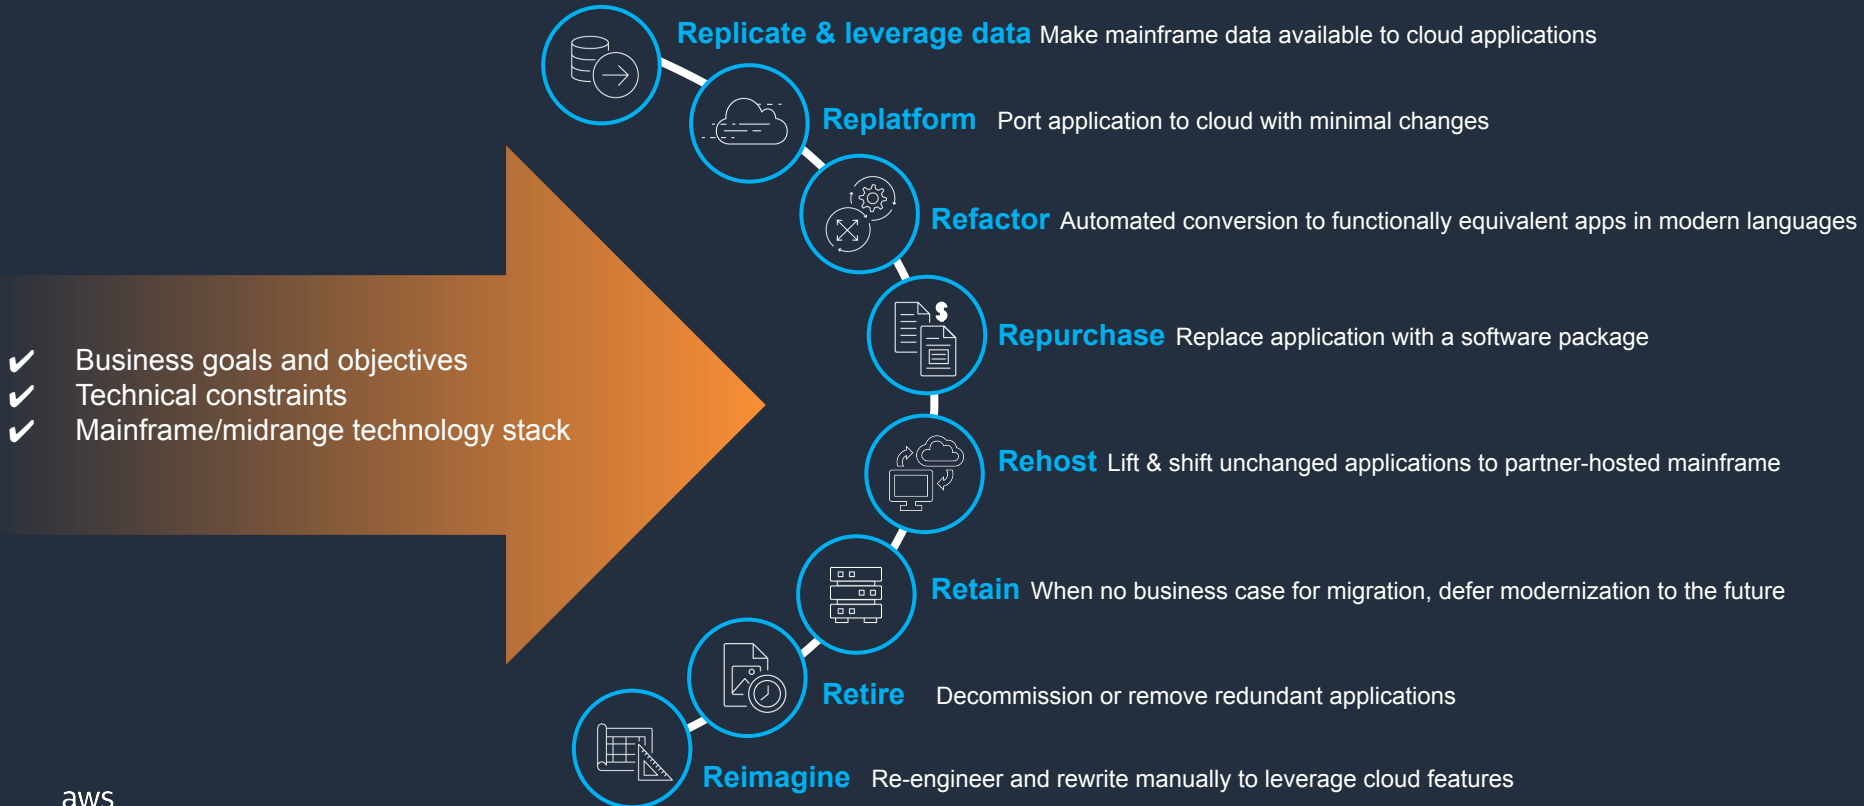 Replicate & leverage data Make mainframe data available to cloud applications
Replatform Port application to cloud with minimal changes
Refactor Automated conversion to functionally equivalent apps in modern languages
Repurchase Replace application with a software package
✔ Business goals and objectives
✔ Technical constraints
✔ Mainframe/midrange technology stack
Rehost Lift & shift unchanged applications to partner-hosted mainframe
Retain When no business case for migration, defer modernization to the future
Retire Decommission or remove redundant applications
Reimagine Re-engineer and rewrite manually to leverage cloud features
aws